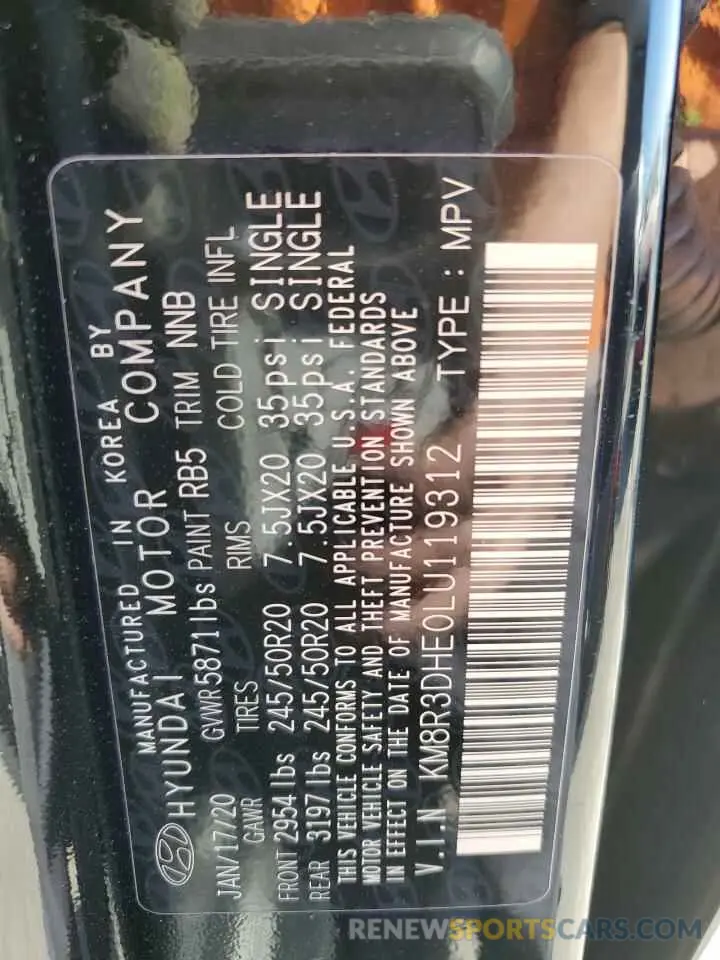 MANUFACTURED IN KOREA BY
HYUNDAI MOTOR COMPANY
JAN/17/20 GVWR5871lbs PAINT RB5 TRIM NNB
GAWR TIRES RIMS COLD TIRE INFL
FRONT 2954lbs 245/50R20 7.5JX20 35psi SINGLE
REAR 3197lbs 245/50R20 7.5JX20 35psi SINGLE
THIS VEHICLE CONFORMS TO ALL APPLICABLE U.S.A. FEDERAL
MOTOR VEHICLE SAFETY AND THEFT PREVENTION STANDARDS
IN EFFECT ON THE DATE OF MANUFACTURE SHOWN ABOVE
V.I.N KM8R3DHE0LU119312 TYPE : MPV
RENEWSPORTSCARS.COM